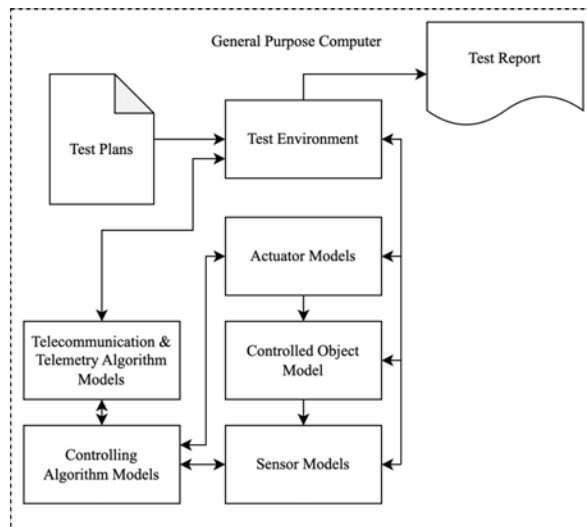 General Purpose Computer
Test Report
Test Plans
Test Environment
Actuator Models
Telecommunication &
Telemetry Algorithm
Models
Controlled Object
Model
Controlling
Algorithm Models
Sensor Models